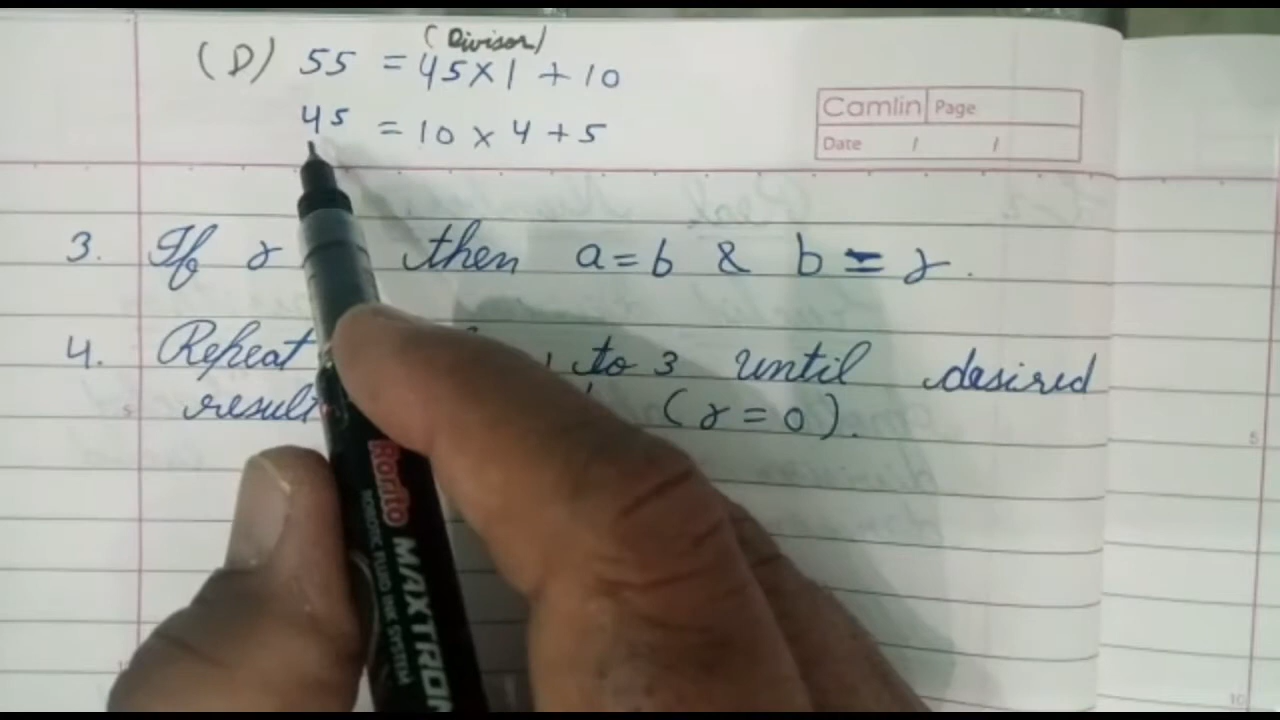 (Divisor)
(D) 55 = 45×1 + 10
45 = 10 × 4 + 5
Camlin Page
Date / /
3. If r then a = b & b = r.
4. Repeat 1 to 3 until desired
result (r = 0).
Rorito MAXTRON